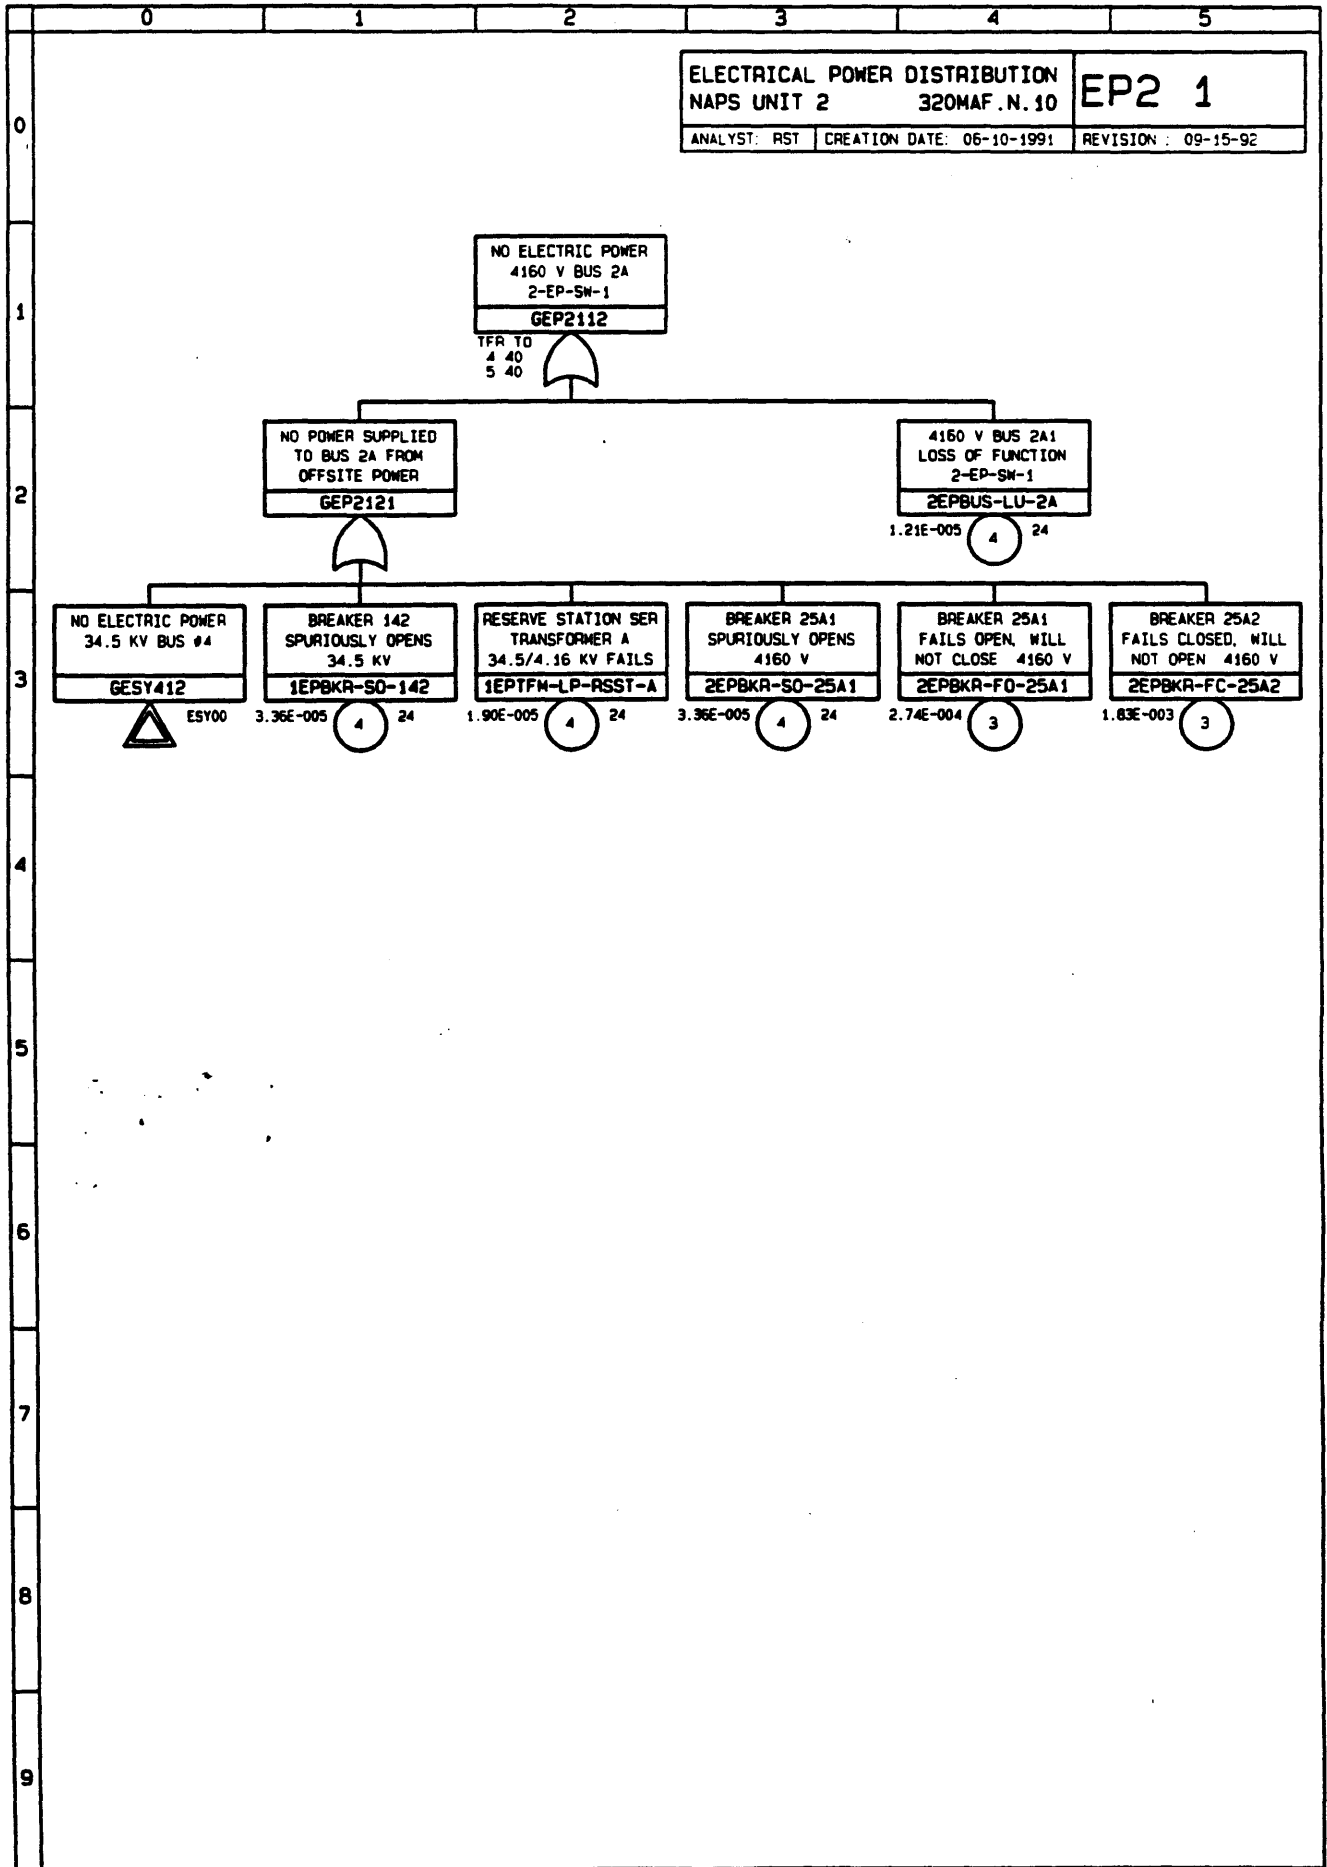 0 1 2 3 4 5
ELECTRICAL POWER DISTRIBUTION
NAPS UNIT 2 320MAF.N.10
EP2 1
ANALYST: RST CREATION DATE: 06-10-1991 REVISION : 09-15-92
0
NO ELECTRIC POWER
4160 V BUS 2A
2-EP-SW-1
GEP2112
1
TFR TO
4 40
5 40
NO POWER SUPPLIED
TO BUS 2A FROM
OFFSITE POWER
GEP2121
4160 V BUS 2A1
LOSS OF FUNCTION
2-EP-SW-1
2EPBUS-LU-2A
2
1.21E-005 4 24
NO ELECTRIC POWER
34.5 KV BUS #4
GESY412
ESY00
BREAKER 142
SPURIOUSLY OPENS
34.5 KV
1EPBKR-SO-142
3.36E-005 4 24
RESERVE STATION SER
TRANSFORMER A
34.5/4.16 KV FAILS
1EPTFM-LP-RSST-A
1.90E-005 4 24
BREAKER 25A1
SPURIOUSLY OPENS
4160 V
2EPBKR-SO-25A1
3.36E-005 4 24
BREAKER 25A1
FAILS OPEN, WILL
NOT CLOSE 4160 V
2EPBKR-FO-25A1
2.74E-004 3
BREAKER 25A2
FAILS CLOSED, WILL
NOT OPEN 4160 V
2EPBKR-FC-25A2
1.83E-003 3
3
4
5
6
7
8
9